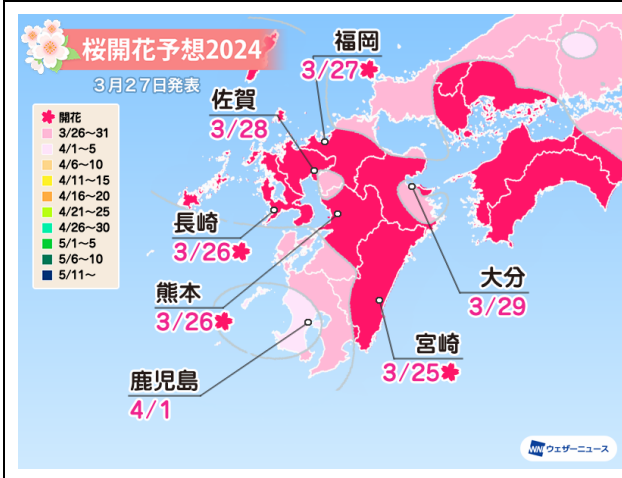 桜開花予想2024
3月27日発表
開花
3/26〜31
4/1〜5
4/6〜10
4/11〜15
4/16〜20
4/21〜25
4/26〜30
5/1〜5
5/6〜10
5/11〜
福岡
3/27
佐賀
3/28
長崎
3/26
熊本
3/26
大分
3/29
宮崎
3/25
鹿児島
4/1
WNI ウェザーニュース